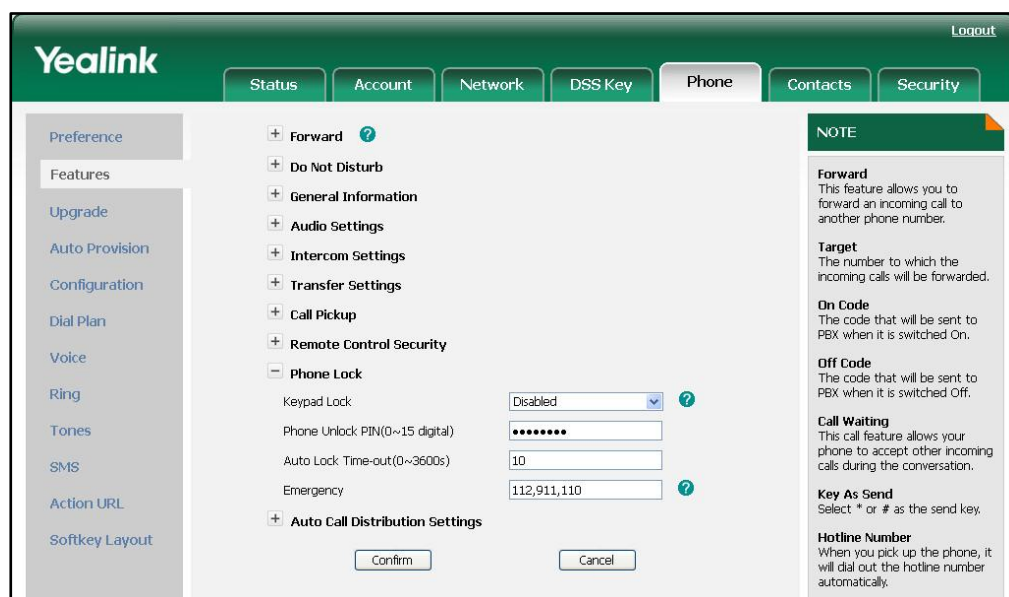 Logout
Yealink
Status Account Network DSS Key Phone Contacts Security
Preference
Features
Upgrade
Auto Provision
Configuration
Dial Plan
Voice
Ring
Tones
SMS
Action URL
Softkey Layout
+ Forward ?
+ Do Not Disturb
+ General Information
+ Audio Settings
+ Intercom Settings
+ Transfer Settings
+ Call Pickup
+ Remote Control Security
− Phone Lock
Keypad Lock Disabled ?
Phone Unlock PIN(0~15 digital) ••••••••
Auto Lock Time-out(0~3600s) 10
Emergency 112,911,110 ?
+ Auto Call Distribution Settings
Confirm Cancel
NOTE
Forward
This feature allows you to
forward an incoming call to
another phone number.
Target
The number to which the
incoming calls will be forwarded.
On Code
The code that will be sent to
PBX when it is switched On.
Off Code
The code that will be sent to
PBX when it is switched Off.
Call Waiting
This call feature allows your
phone to accept other incoming
calls during the conversation.
Key As Send
Select * or # as the send key.
Hotline Number
When you pick up the phone, it
will dial out the hotline number
automatically.